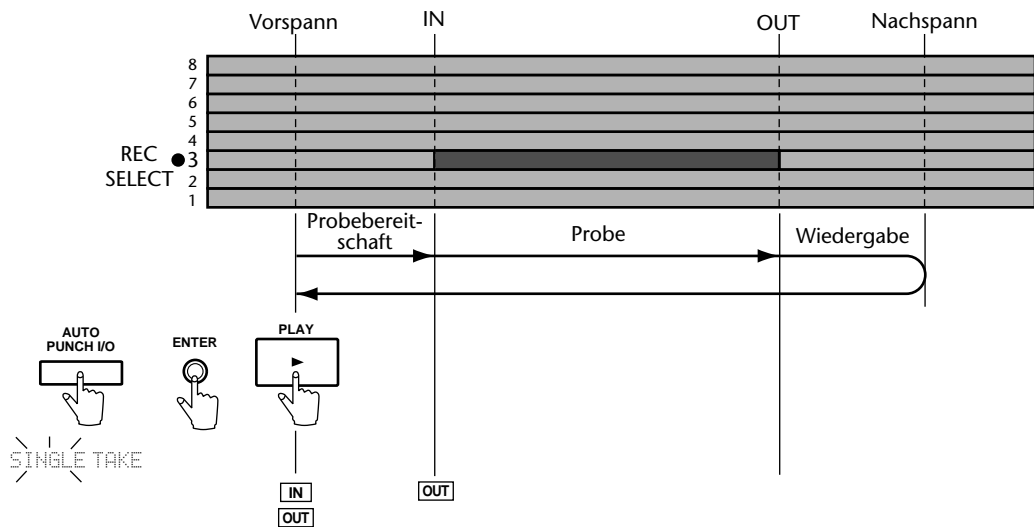 Vorspann IN OUT Nachspann
8
7
6
5
4
REC SELECT ● 3
2
1
Probebereit-
schaft
Probe
Wiedergabe
AUTO
PUNCH I/O
ENTER
PLAY
SINGLE TAKE
IN
OUT
OUT